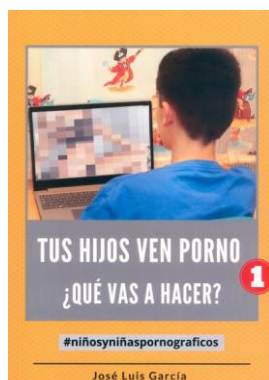 TUS HIJOS VEN PORNO
1
¿QUÉ VAS A HACER?
#niñosyniñaspornograficos
José Luis García